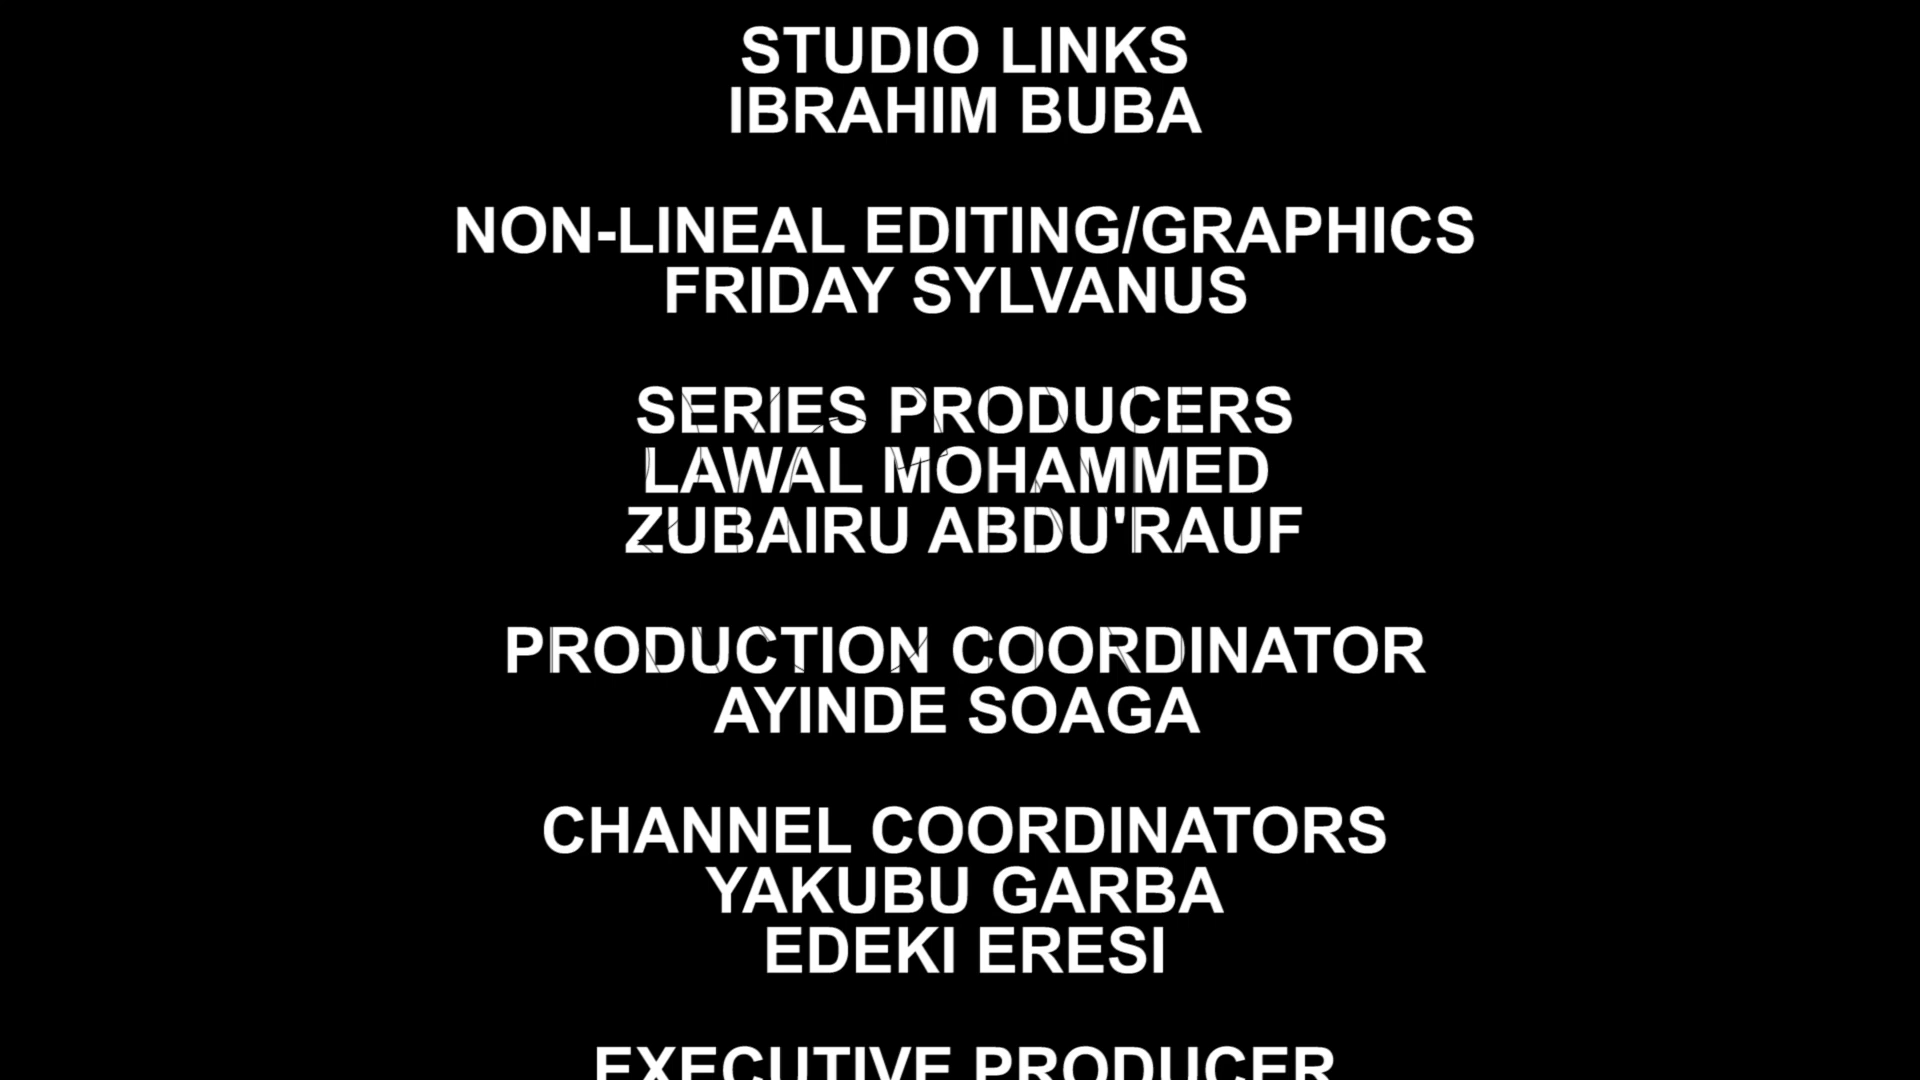 STUDIO LINKS
IBRAHIM BUBA
NON-LINEAL EDITING/GRAPHICS
FRIDAY SYLVANUS
SERIES PRODUCERS
LAWAL MOHAMMED
ZUBAIRU ABDU'RAUF
PRODUCTION COORDINATOR
AYINDE SOAGA
CHANNEL COORDINATORS
YAKUBU GARBA
EDEKI ERESI
EXECUTIVE PRODUCER